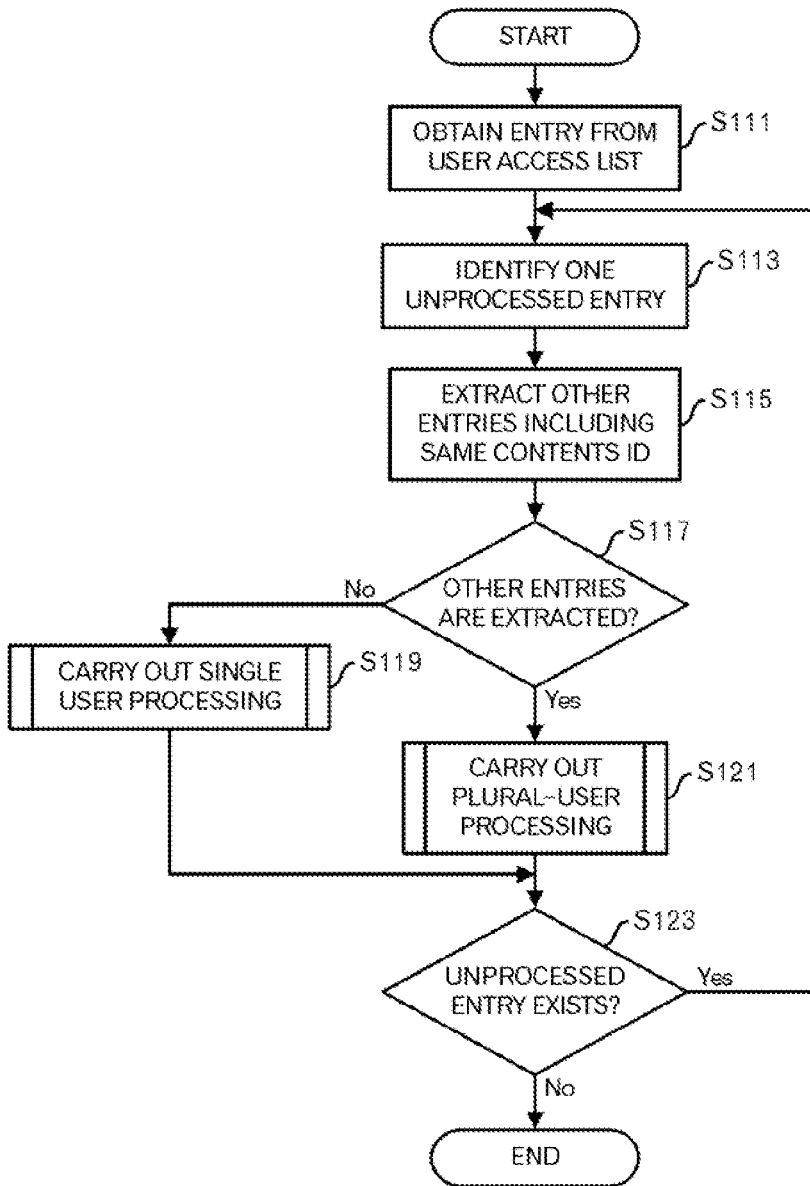 START
OBTAIN ENTRY FROM
USER ACCESS LIST
S111
IDENTIFY ONE
UNPROCESSED ENTRY
S113
EXTRACT OTHER
ENTRIES INCLUDING
SAME CONTENTS ID
S115
S117
OTHER ENTRIES
ARE EXTRACTED?
No
CARRY OUT SINGLE
USER PROCESSING
S119
Yes
CARRY OUT
PLURAL-USER
PROCESSING
S121
S123
UNPROCESSED
ENTRY EXISTS?
Yes
No
END